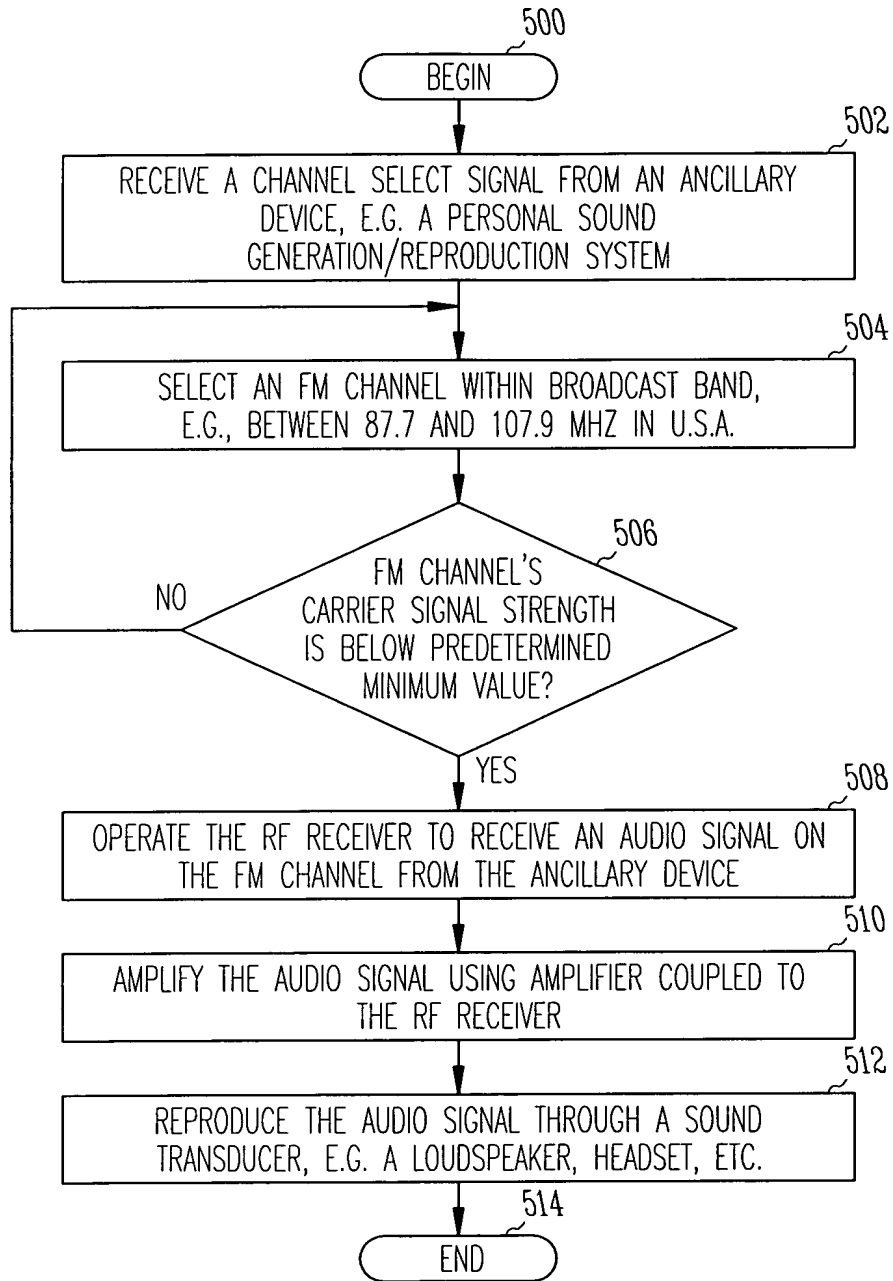 500
BEGIN
502
RECEIVE A CHANNEL SELECT SIGNAL FROM AN ANCILLARY
DEVICE, E.G. A PERSONAL SOUND
GENERATION/REPRODUCTION SYSTEM
504
SELECT AN FM CHANNEL WITHIN BROADCAST BAND,
E.G., BETWEEN 87.7 AND 107.9 MHZ IN U.S.A.
506
FM CHANNEL'S
CARRIER SIGNAL STRENGTH
IS BELOW PREDETERMINED
MINIMUM VALUE?
NO
YES
508
OPERATE THE RF RECEIVER TO RECEIVE AN AUDIO SIGNAL ON
THE FM CHANNEL FROM THE ANCILLARY DEVICE
510
AMPLIFY THE AUDIO SIGNAL USING AMPLIFIER COUPLED TO
THE RF RECEIVER
512
REPRODUCE THE AUDIO SIGNAL THROUGH A SOUND
TRANSDUCER, E.G. A LOUDSPEAKER, HEADSET, ETC.
514
END